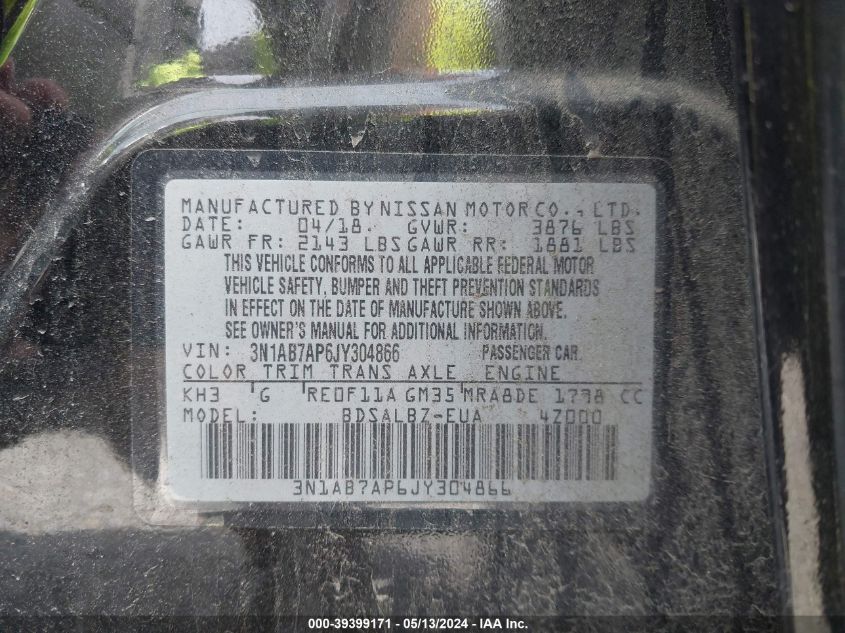 MANUFACTURED BY NISSAN MOTOR CO., LTD.
DATE: 04/18. GVWR: 3876 LBS
GAWR FR: 2143 LBS GAWR RR: 1881 LBS
THIS VEHICLE CONFORMS TO ALL APPLICABLE FEDERAL MOTOR
VEHICLE SAFETY, BUMPER AND THEFT PREVENTION STANDARDS
IN EFFECT ON THE DATE OF MANUFACTURE SHOWN ABOVE.
SEE OWNER'S MANUAL FOR ADDITIONAL INFORMATION.
VIN: 3N1AB7AP6JY304866 PASSENGER CAR
COLOR TRIM TRANS AXLE ENGINE
KH3 G RE0F11A GM35 MRA8DE 1798 CC
MODEL: BDSALBZ-EUA 4Z000
3N1AB7AP6JY304866
000-39399171 - 05/13/2024 - IAA Inc.